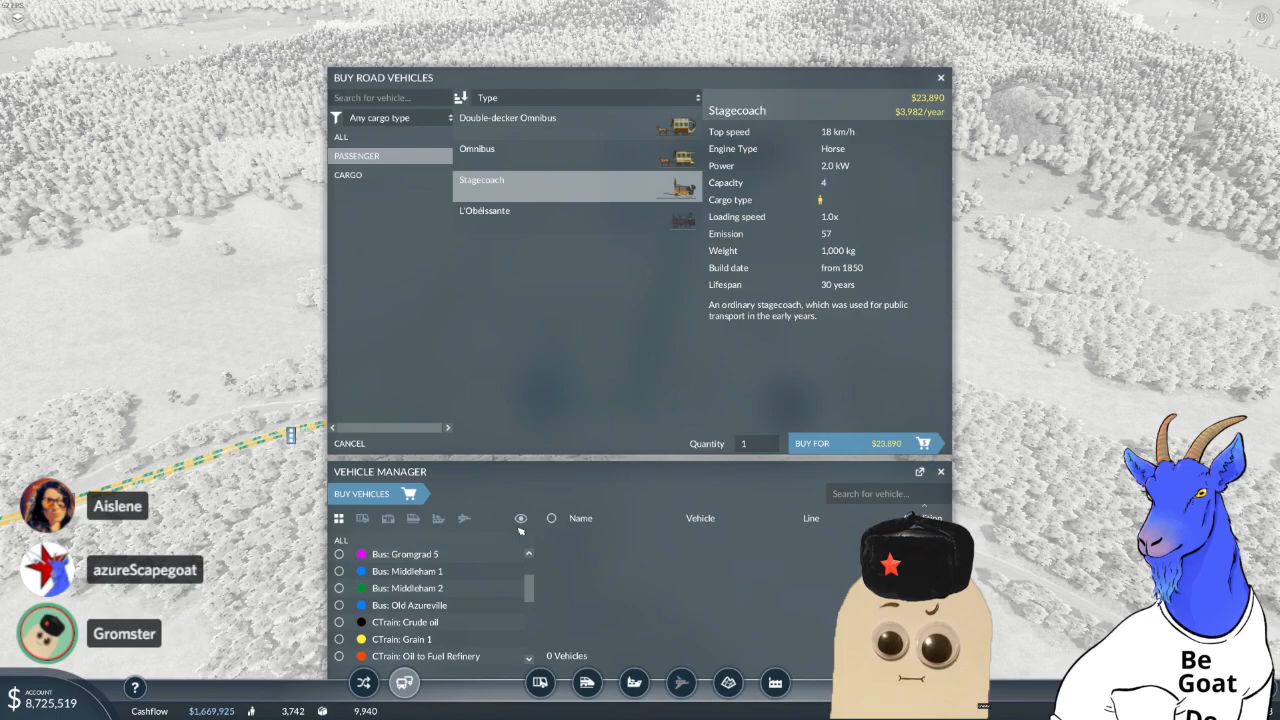 62 FPS
BUY ROAD VEHICLES
Search for vehicle...
Type
Any cargo type
ALL
PASSENGER
CARGO
Double-decker Omnibus
Omnibus
Stagecoach
L'Obéissante
Stagecoach
$23,890
$3,982/year
Top speed 18 km/h
Engine Type Horse
Power 2.0 kW
Capacity 4
Cargo type
Loading speed 1.0x
Emission 57
Weight 1,000 kg
Build date from 1850
Lifespan 30 years
An ordinary stagecoach, which was used for public
transport in the early years.
CANCEL
Quantity 1
BUY FOR $23,890
VEHICLE MANAGER
BUY VEHICLES
Search for vehicle...
Name Vehicle Line
ALL
Bus: Gromgrad 5
Bus: Middleham 1
Bus: Middleham 2
Bus: Old Azureville
CTrain: Crude oil
CTrain: Grain 1
CTrain: Oil to Fuel Refinery
0 Vehicles
Aislene
azureScapegoat
Gromster
$ ACCOUNT
8,725,519
?
Cashflow $1,669,925 3,742 9,940
Be
Goat
Do